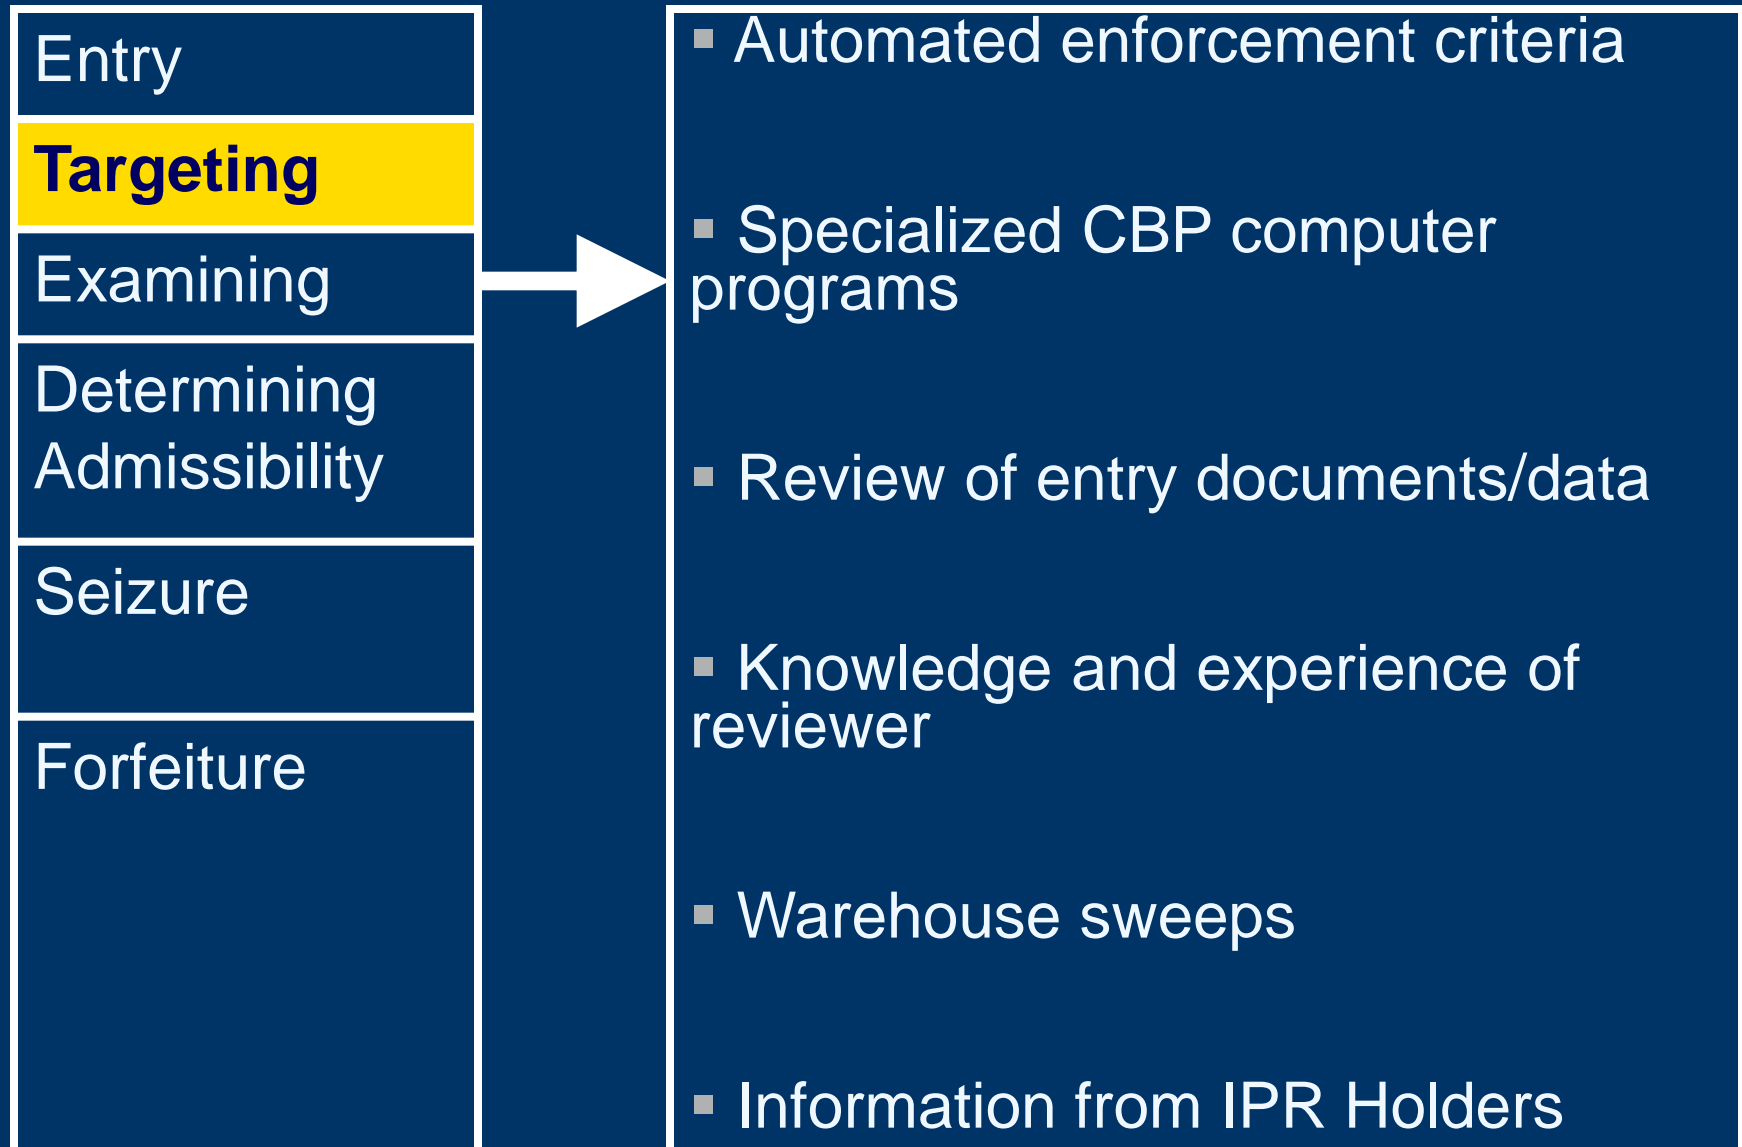 Entry
Targeting
Examining
Determining
Admissibility
Seizure
Forfeiture
▪ Automated enforcement criteria
▪ Specialized CBP computer
programs
▪ Review of entry documents/data
▪ Knowledge and experience of
reviewer
▪ Warehouse sweeps
▪ Information from IPR Holders